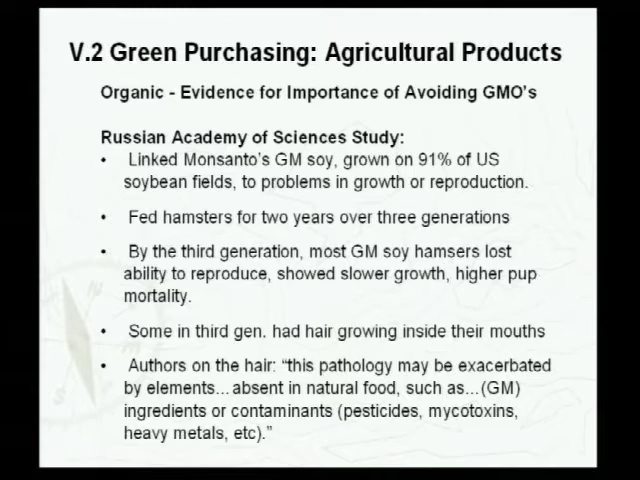 V.2 Green Purchasing: Agricultural Products
Organic - Evidence for Importance of Avoiding GMO's
Russian Academy of Sciences Study:
• Linked Monsanto's GM soy, grown on 91% of US
soybean fields, to problems in growth or reproduction.
• Fed hamsters for two years over three generations
• By the third generation, most GM soy hamsers lost
ability to reproduce, showed slower growth, higher pup
mortality.
• Some in third gen. had hair growing inside their mouths
• Authors on the hair: “this pathology may be exacerbated
by elements...absent in natural food, such as...(GM)
ingredients or contaminants (pesticides, mycotoxins,
heavy metals, etc).”